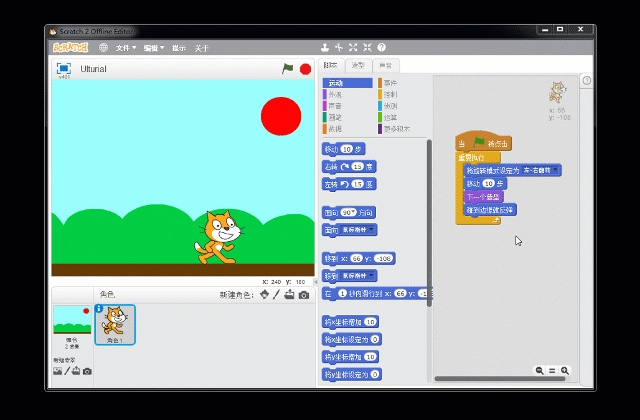 Scratch 2 Offline Editor
SCRATCH 文件 编辑 提示 关于
脚本 造型 声音
Ulturial
v461
运动 事件
外观 控制
声音 侦测
画笔 运算
数据 更多积木
移动 10 步
右转 15 度
左转 15 度
面向 90 方向
面向 鼠标指针
移到 x: 66 y: -108
移到 鼠标指针
在 1 秒内滑行到 x: 66 y:
将x坐标增加 10
将x坐标设定为 0
将y坐标增加 10
将y坐标设定为 0
x: 66
y: -108
当 被点击
重复执行
将旋转模式设定为 左-右翻转
移动 10 步
下一个造型
碰到边缘就反弹
x: 240 y: 180
角色 新建角色:
舞台
2 背景
新建背景
角色1